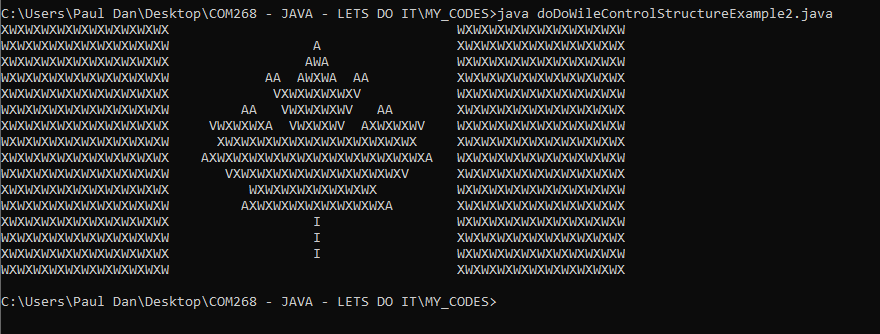 C:\Users\Paul Dan\Desktop\COM268 - JAVA - LETS DO IT\MY_CODES>java doDoWileControlStructureExample2.java
XWXWXWXWXWXWXWXWXWXWX                                    WXWXWXWXWXWXWXWXWXWXW
WXWXWXWXWXWXWXWXWXWXW                  A                 XWXWXWXWXWXWXWXWXWXWX
XWXWXWXWXWXWXWXWXWXWX                 AWA                WXWXWXWXWXWXWXWXWXWXW
WXWXWXWXWXWXWXWXWXWXW            AA  AWXWA  AA           XWXWXWXWXWXWXWXWXWXWX
XWXWXWXWXWXWXWXWXWXWX             VXWXWXWXWXV            WXWXWXWXWXWXWXWXWXWXW
WXWXWXWXWXWXWXWXWXWXW         AA   VWXWXWXWV   AA        XWXWXWXWXWXWXWXWXWXWX
XWXWXWXWXWXWXWXWXWXWX     VWXWXWXA  VWXWXWV  AXWXWXWV    WXWXWXWXWXWXWXWXWXWXW
WXWXWXWXWXWXWXWXWXWXW      XWXWXWXWXWXWXWXWXWXWXWXWX     XWXWXWXWXWXWXWXWXWXWX
XWXWXWXWXWXWXWXWXWXWX    AXWXWXWXWXWXWXWXWXWXWXWXWXWXA   WXWXWXWXWXWXWXWXWXWXW
WXWXWXWXWXWXWXWXWXWXW       VXWXWXWXWXWXWXWXWXWXWXV      XWXWXWXWXWXWXWXWXWXWX
XWXWXWXWXWXWXWXWXWXWX          WXWXWXWXWXWXWXWX          WXWXWXWXWXWXWXWXWXWXW
WXWXWXWXWXWXWXWXWXWXW         AXWXWXWXWXWXWXWXWXA        XWXWXWXWXWXWXWXWXWXWX
XWXWXWXWXWXWXWXWXWXWX                  I                 WXWXWXWXWXWXWXWXWXWXW
WXWXWXWXWXWXWXWXWXWXW                  I                 XWXWXWXWXWXWXWXWXWXWX
XWXWXWXWXWXWXWXWXWXWX                  I                 WXWXWXWXWXWXWXWXWXWXW
WXWXWXWXWXWXWXWXWXWXW                                    XWXWXWXWXWXWXWXWXWXWX
C:\Users\Paul Dan\Desktop\COM268 - JAVA - LETS DO IT\MY_CODES>